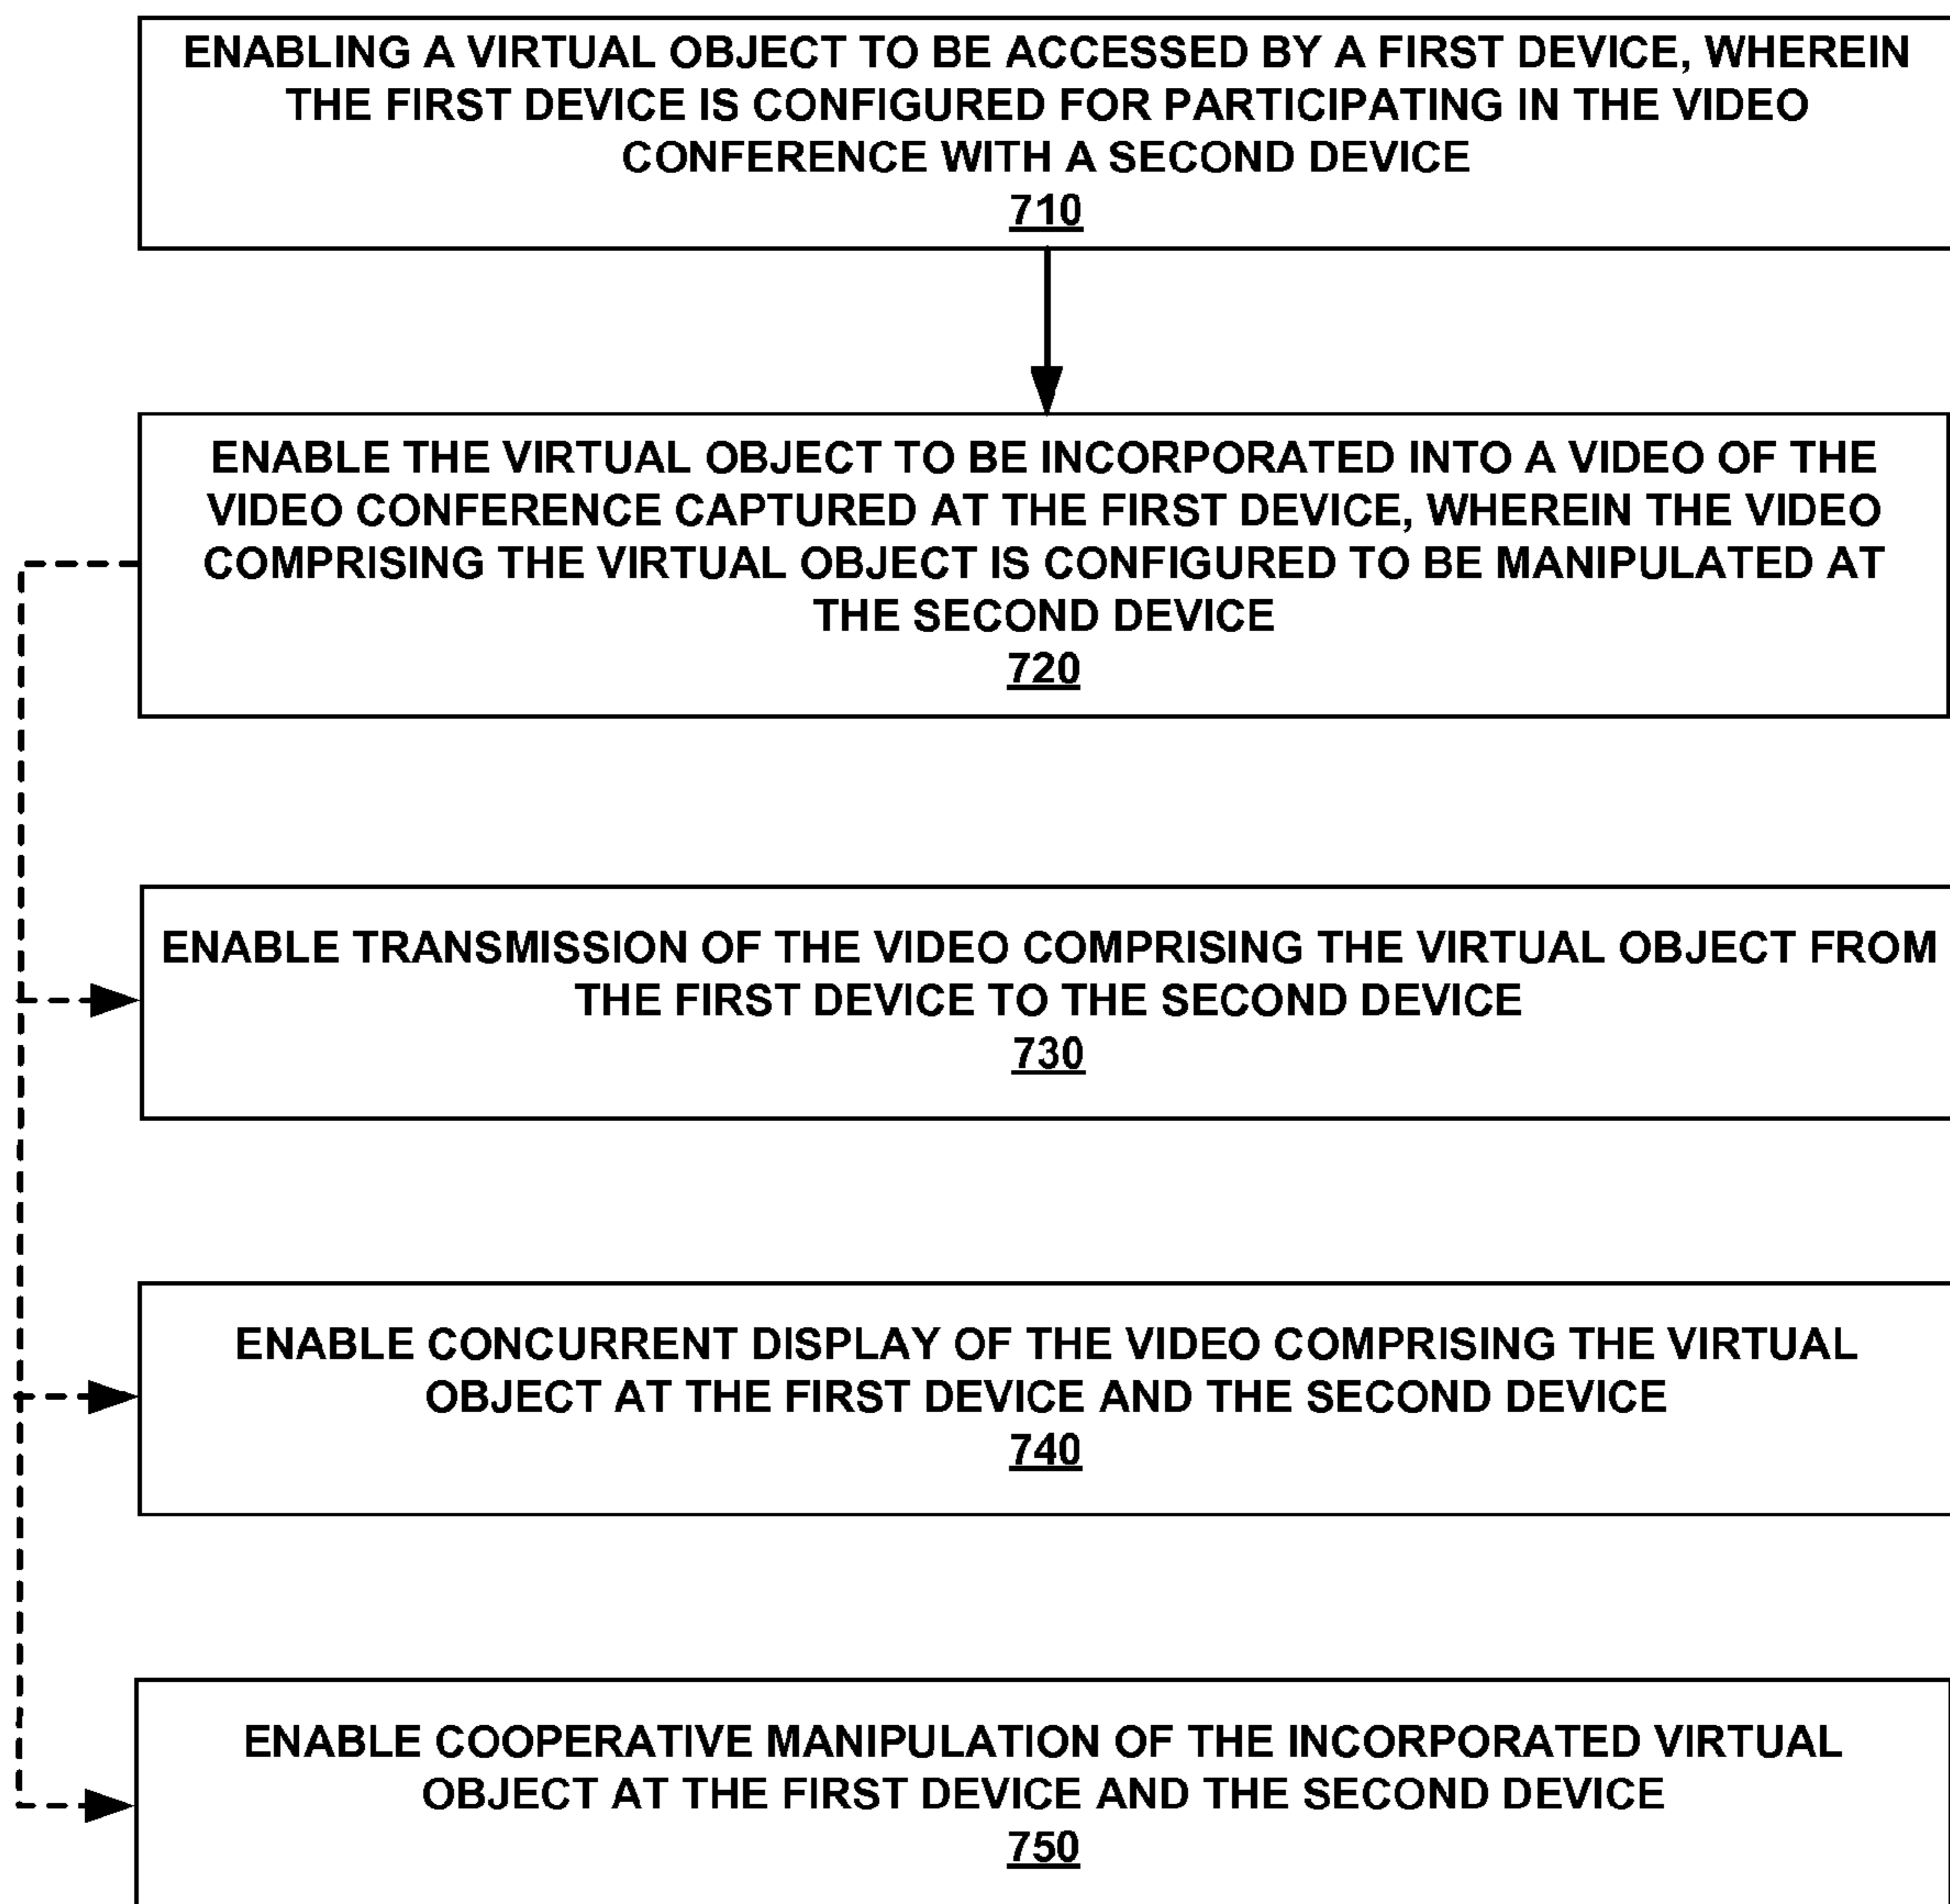 ENABLING A VIRTUAL OBJECT TO BE ACCESSED BY A FIRST DEVICE, WHEREIN
THE FIRST DEVICE IS CONFIGURED FOR PARTICIPATING IN THE VIDEO
CONFERENCE WITH A SECOND DEVICE
710
ENABLE THE VIRTUAL OBJECT TO BE INCORPORATED INTO A VIDEO OF THE
VIDEO CONFERENCE CAPTURED AT THE FIRST DEVICE, WHEREIN THE VIDEO
COMPRISING THE VIRTUAL OBJECT IS CONFIGURED TO BE MANIPULATED AT
THE SECOND DEVICE
720
ENABLE TRANSMISSION OF THE VIDEO COMPRISING THE VIRTUAL OBJECT FROM
THE FIRST DEVICE TO THE SECOND DEVICE
730
ENABLE CONCURRENT DISPLAY OF THE VIDEO COMPRISING THE VIRTUAL
OBJECT AT THE FIRST DEVICE AND THE SECOND DEVICE
740
ENABLE COOPERATIVE MANIPULATION OF THE INCORPORATED VIRTUAL
OBJECT AT THE FIRST DEVICE AND THE SECOND DEVICE
750